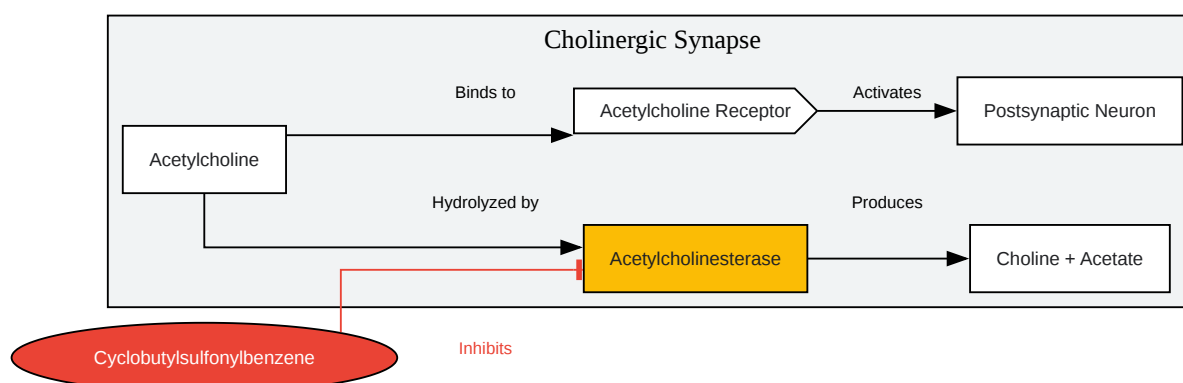 Cholinergic Synapse
Binds to
Acetylcholine Receptor
Activates
Postsynaptic Neuron
Acetylcholine
Hydrolyzed by
Produces
Acetylcholinesterase
Choline + Acetate
Cyclobutylsulfonylbenzene
Inhibits